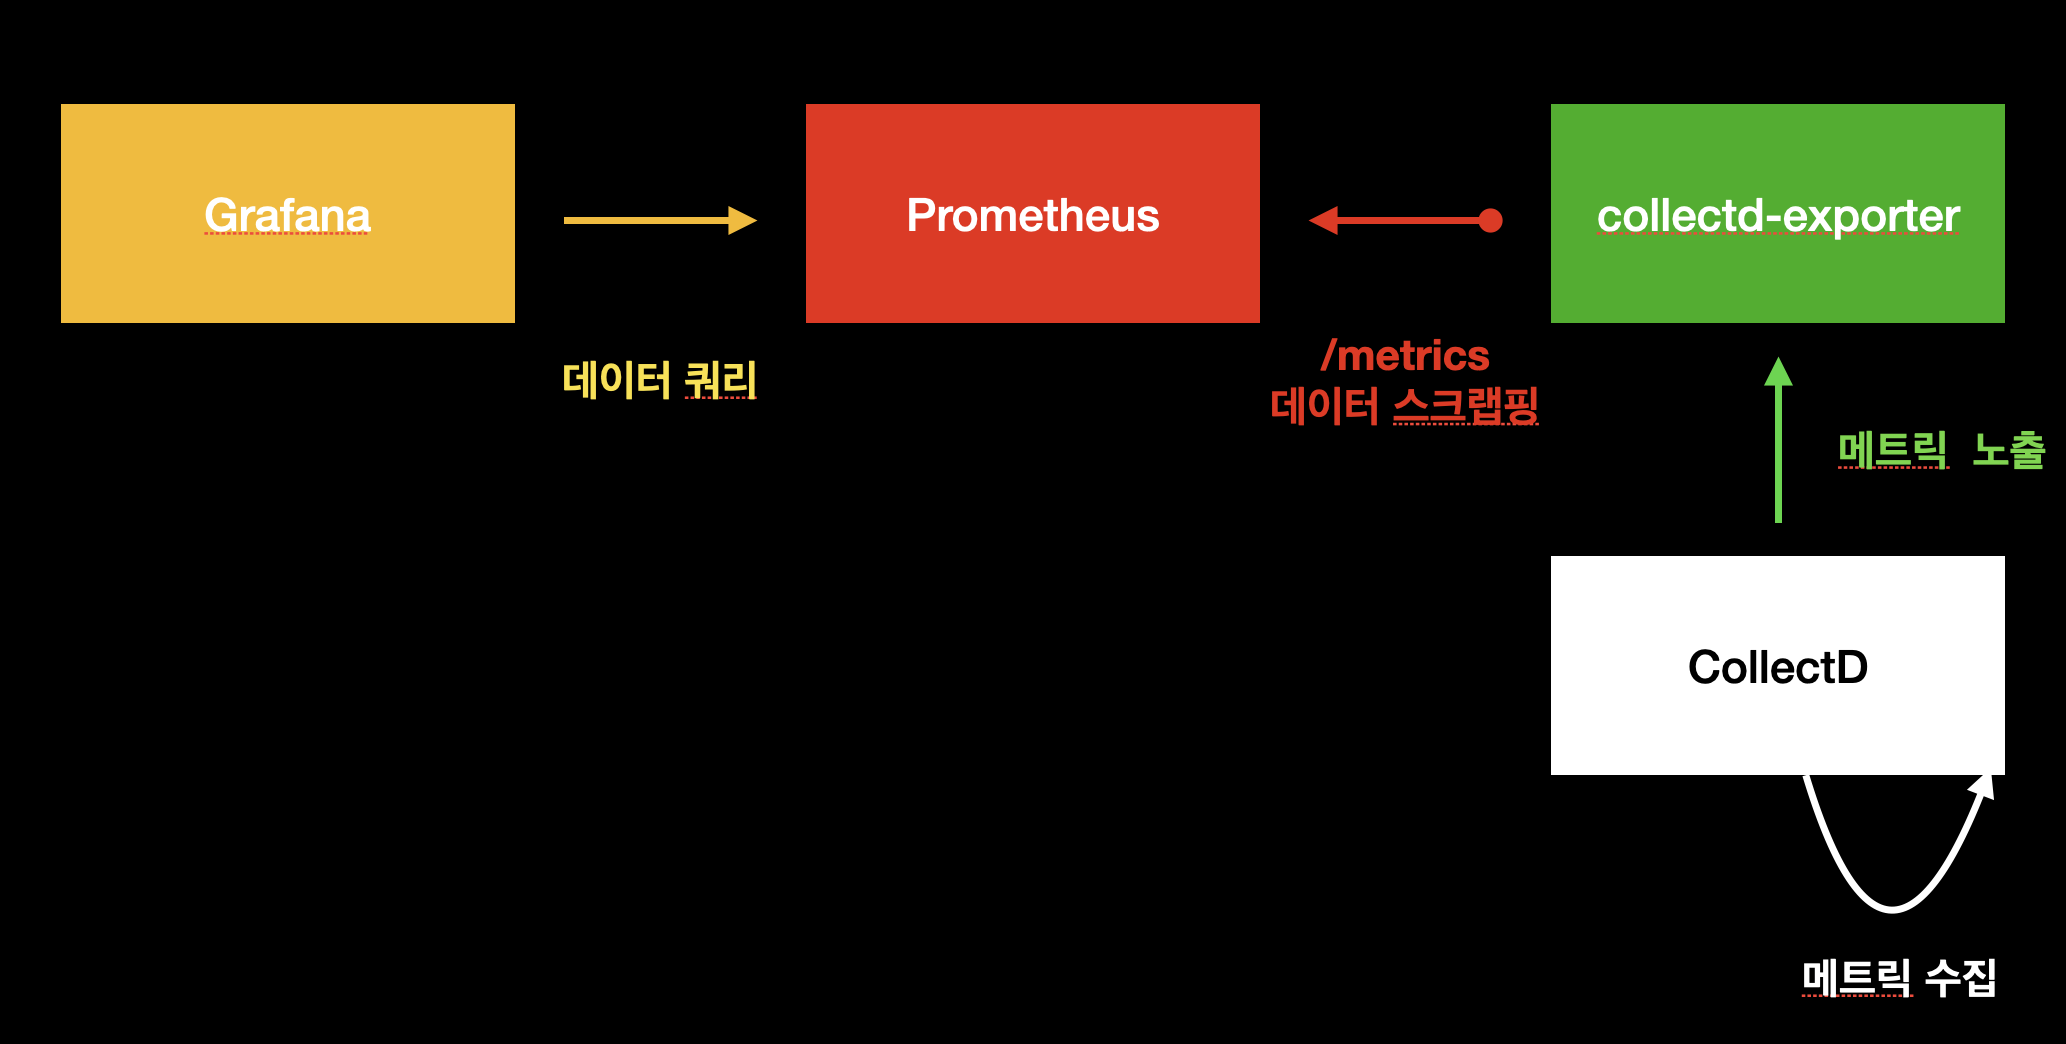 Grafana
Prometheus
collectd-exporter
데이터 쿼리
/metrics
데이터 스크랩핑
메트릭 노출
CollectD
메트릭 수집